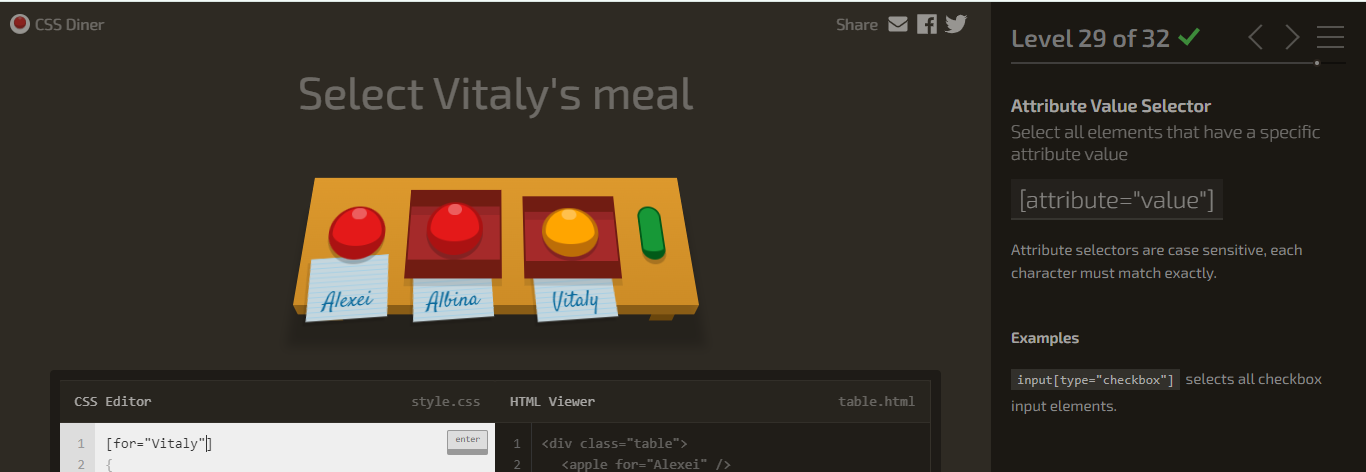 CSS Diner
Share
Level 29 of 32
Select Vitaly's meal
Alexei
Albina
Vitaly
CSS Editor
style.css
HTML Viewer
table.html
1
[for="Vitaly"]
enter
2
{
1
<div class="table">
2
<apple for="Alexei" />
Attribute Value Selector
Select all elements that have a specific
attribute value
[attribute="value"]
Attribute selectors are case sensitive, each
character must match exactly.
Examples
input[type="checkbox"] selects all checkbox
input elements.